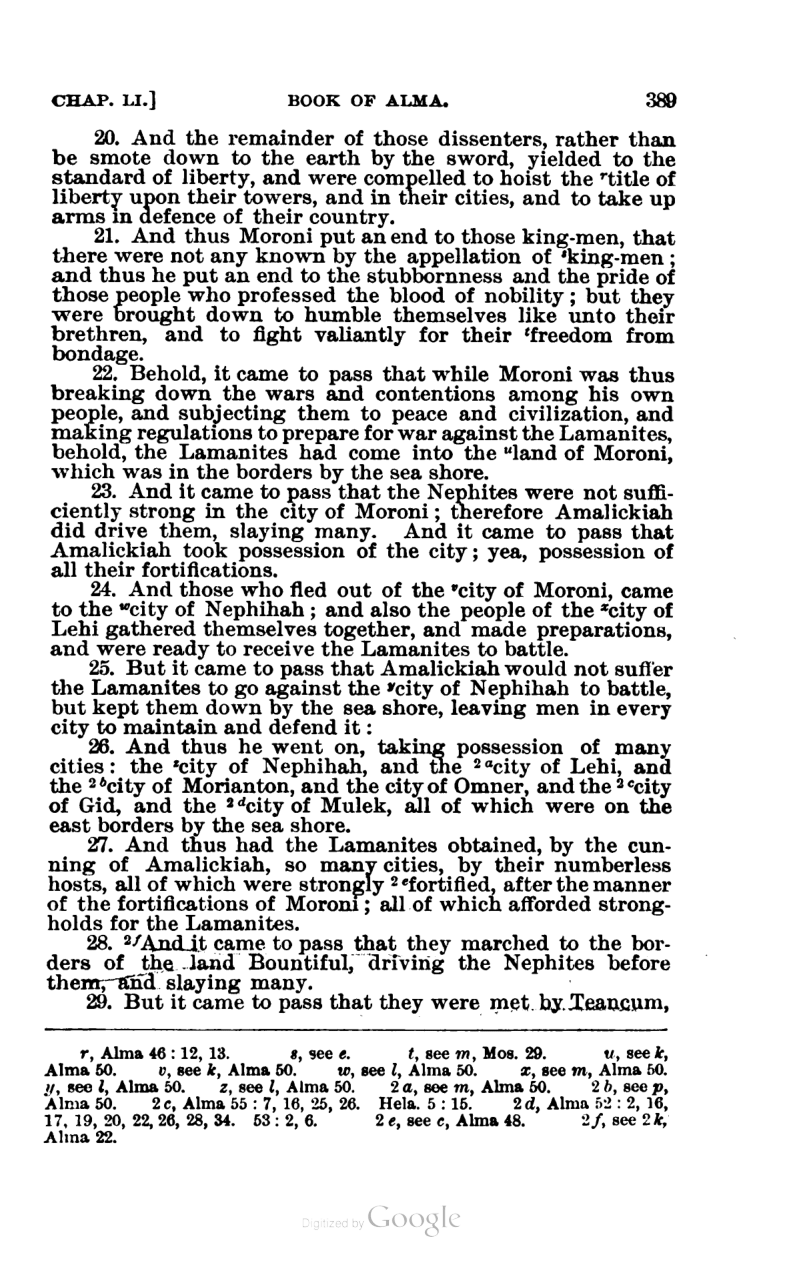 CHAP. LI.] BOOK OF ALMA. 389
20. And the remainder of those dissenters, rather than
be smote down to the earth by the sword, yielded to the
standard of liberty, and were compelled to hoist the ʳtitle of
liberty upon their towers, and in their cities, and to take up
arms in defence of their country.
21. And thus Moroni put an end to those king-men, that
there were not any known by the appellation of ˢking-men;
and thus he put an end to the stubbornness and the pride of
those people who professed the blood of nobility; but they
were brought down to humble themselves like unto their
brethren, and to fight valiantly for their ᵗfreedom from
bondage.
22. Behold, it came to pass that while Moroni was thus
breaking down the wars and contentions among his own
people, and subjecting them to peace and civilization, and
making regulations to prepare for war against the Lamanites,
behold, the Lamanites had come into the ᵘland of Moroni,
which was in the borders by the sea shore.
23. And it came to pass that the Nephites were not suffi-
ciently strong in the city of Moroni; therefore Amalickiah
did drive them, slaying many. And it came to pass that
Amalickiah took possession of the city; yea, possession of
all their fortifications.
24. And those who fled out of the ᵛcity of Moroni, came
to the ʷcity of Nephihah; and also the people of the ˣcity of
Lehi gathered themselves together, and made preparations,
and were ready to receive the Lamanites to battle.
25. But it came to pass that Amalickiah would not suffer
the Lamanites to go against the ʸcity of Nephihah to battle,
but kept them down by the sea shore, leaving men in every
city to maintain and defend it:
26. And thus he went on, taking possession of many
cities: the ᶻcity of Nephihah, and the ²ᵃcity of Lehi, and
the ²ᵇcity of Morianton, and the city of Omner, and the ²ᶜcity
of Gid, and the ²ᵈcity of Mulek, all of which were on the
east borders by the sea shore.
27. And thus had the Lamanites obtained, by the cun-
ning of Amalickiah, so many cities, by their numberless
hosts, all of which were strongly ²ᵉfortified, after the manner
of the fortifications of Moroni; all of which afforded strong-
holds for the Lamanites.
28. ²ᶠAnd it came to pass that they marched to the bor-
ders of the land Bountiful, driving the Nephites before
them, and slaying many.
29. But it came to pass that they were met by Teancum,
r, Alma 46 : 12, 13. s, see e. t, see m, Mos. 29. u, see k,
Alma 50. v, see k, Alma 50. w, see l, Alma 50. x, see m, Alma 50.
y, see l, Alma 50. z, see l, Alma 50. 2 a, see m, Alma 50. 2 b, see p,
Alma 50. 2 c, Alma 55 : 7, 16, 25, 26. Hela. 5 : 15. 2 d, Alma 52 : 2, 16,
17, 19, 20, 22, 26, 28, 34. 53 : 2, 6. 2 e, see c, Alma 48. 2 f, see 2 k,
Alma 22.
Digitized by Google